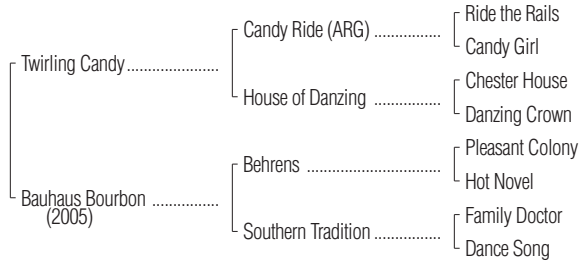 Ride the Rails
Candy Ride (ARG) ................
Candy Girl
Twirling Candy ......................
Chester House
House of Danzing ................
Danzing Crown
Pleasant Colony
Behrens ................................
Hot Novel
Bauhaus Bourbon ................
(2005)
Family Doctor
Southern Tradition ................
Dance Song